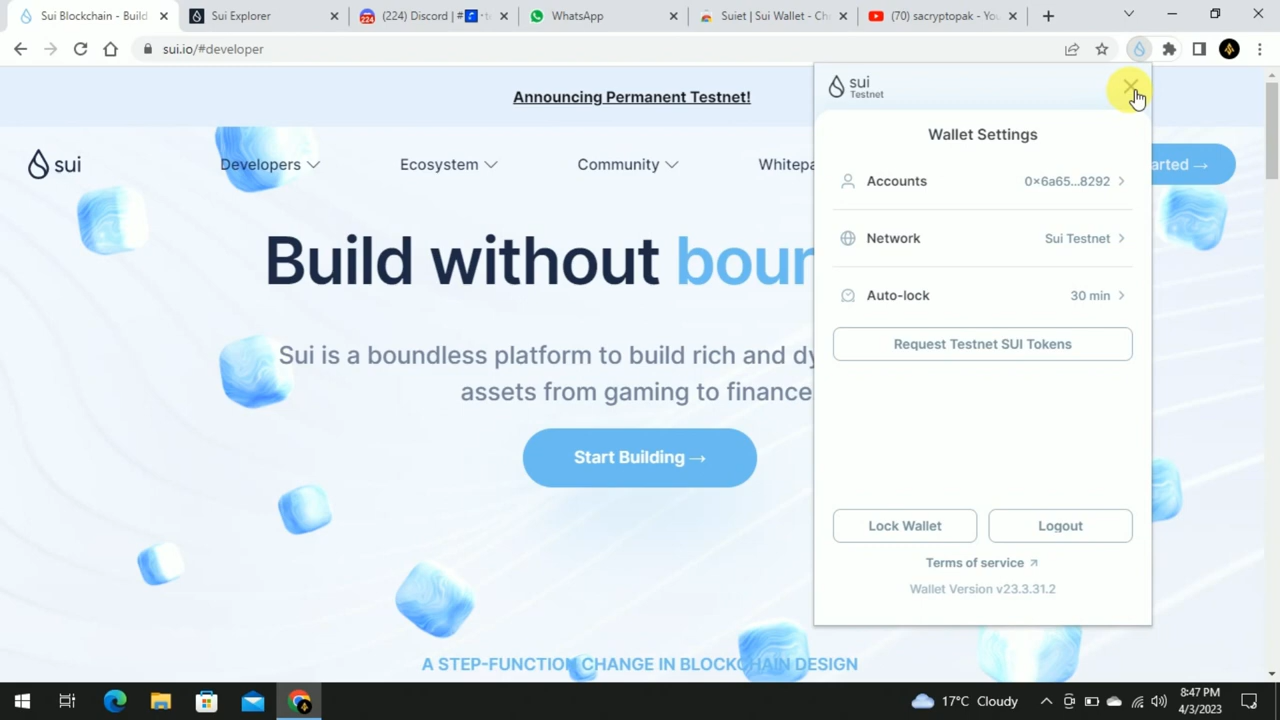 Sui Blockchain - Build
Sui Explorer
(224) Discord | #
WhatsApp
Suiet | Sui Wallet - Ch
(70) sacryptopak - You
sui.io/#developer
Announcing Permanent Testnet!
sui
Developers
Ecosystem
Community
Whitepa
arted →
Build without boun
Sui is a boundless platform to build rich and dy
assets from gaming to finance
Start Building →
A STEP-FUNCTION CHANGE IN BLOCKCHAIN DESIGN
sui
Testnet
Wallet Settings
Accounts 0×6a65...8292
Network Sui Testnet
Auto-lock 30 min
Request Testnet SUI Tokens
Lock Wallet Logout
Terms of service ↗
Wallet Version v23.3.31.2
17°C Cloudy
8:47 PM
4/3/2023